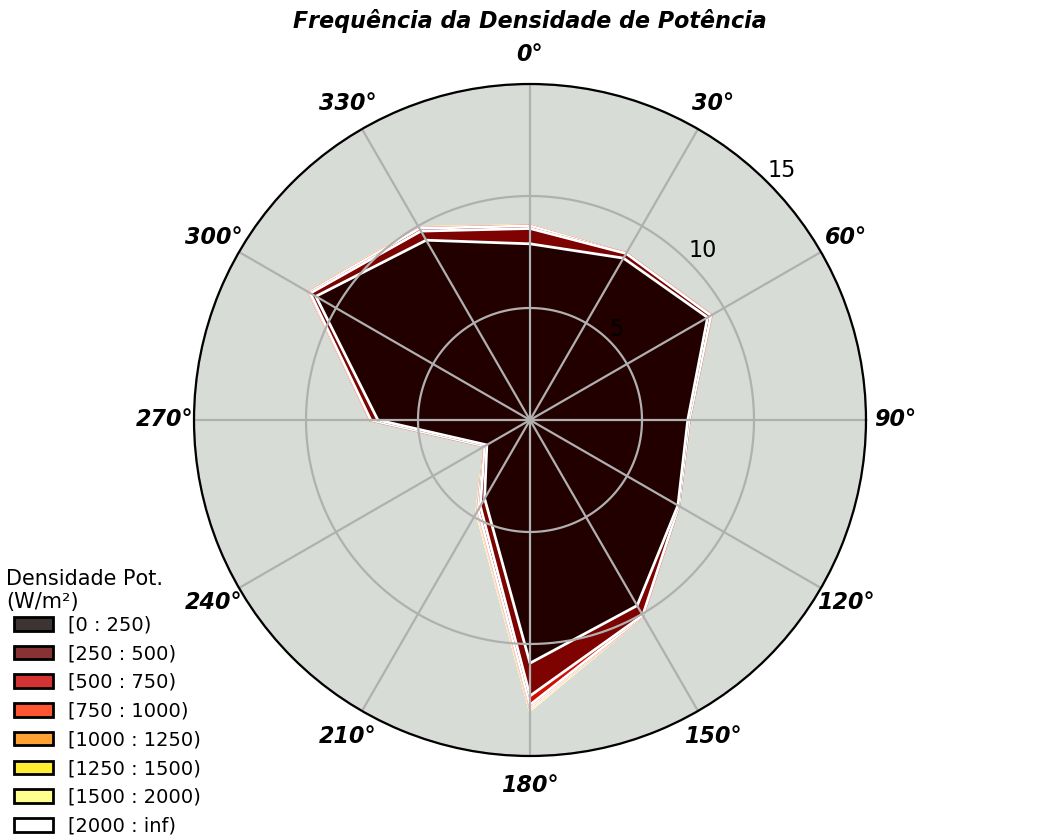 Frequência da Densidade de Potência
0°
330°
30°
15
300°
60°
10
5
270°
90°
Densidade Pot.
(W/m²)
240°
120°
[0 : 250)
[250 : 500)
[500 : 750)
[750 : 1000)
210°
150°
[1000 : 1250)
[1250 : 1500)
180°
[1500 : 2000)
[2000 : inf)